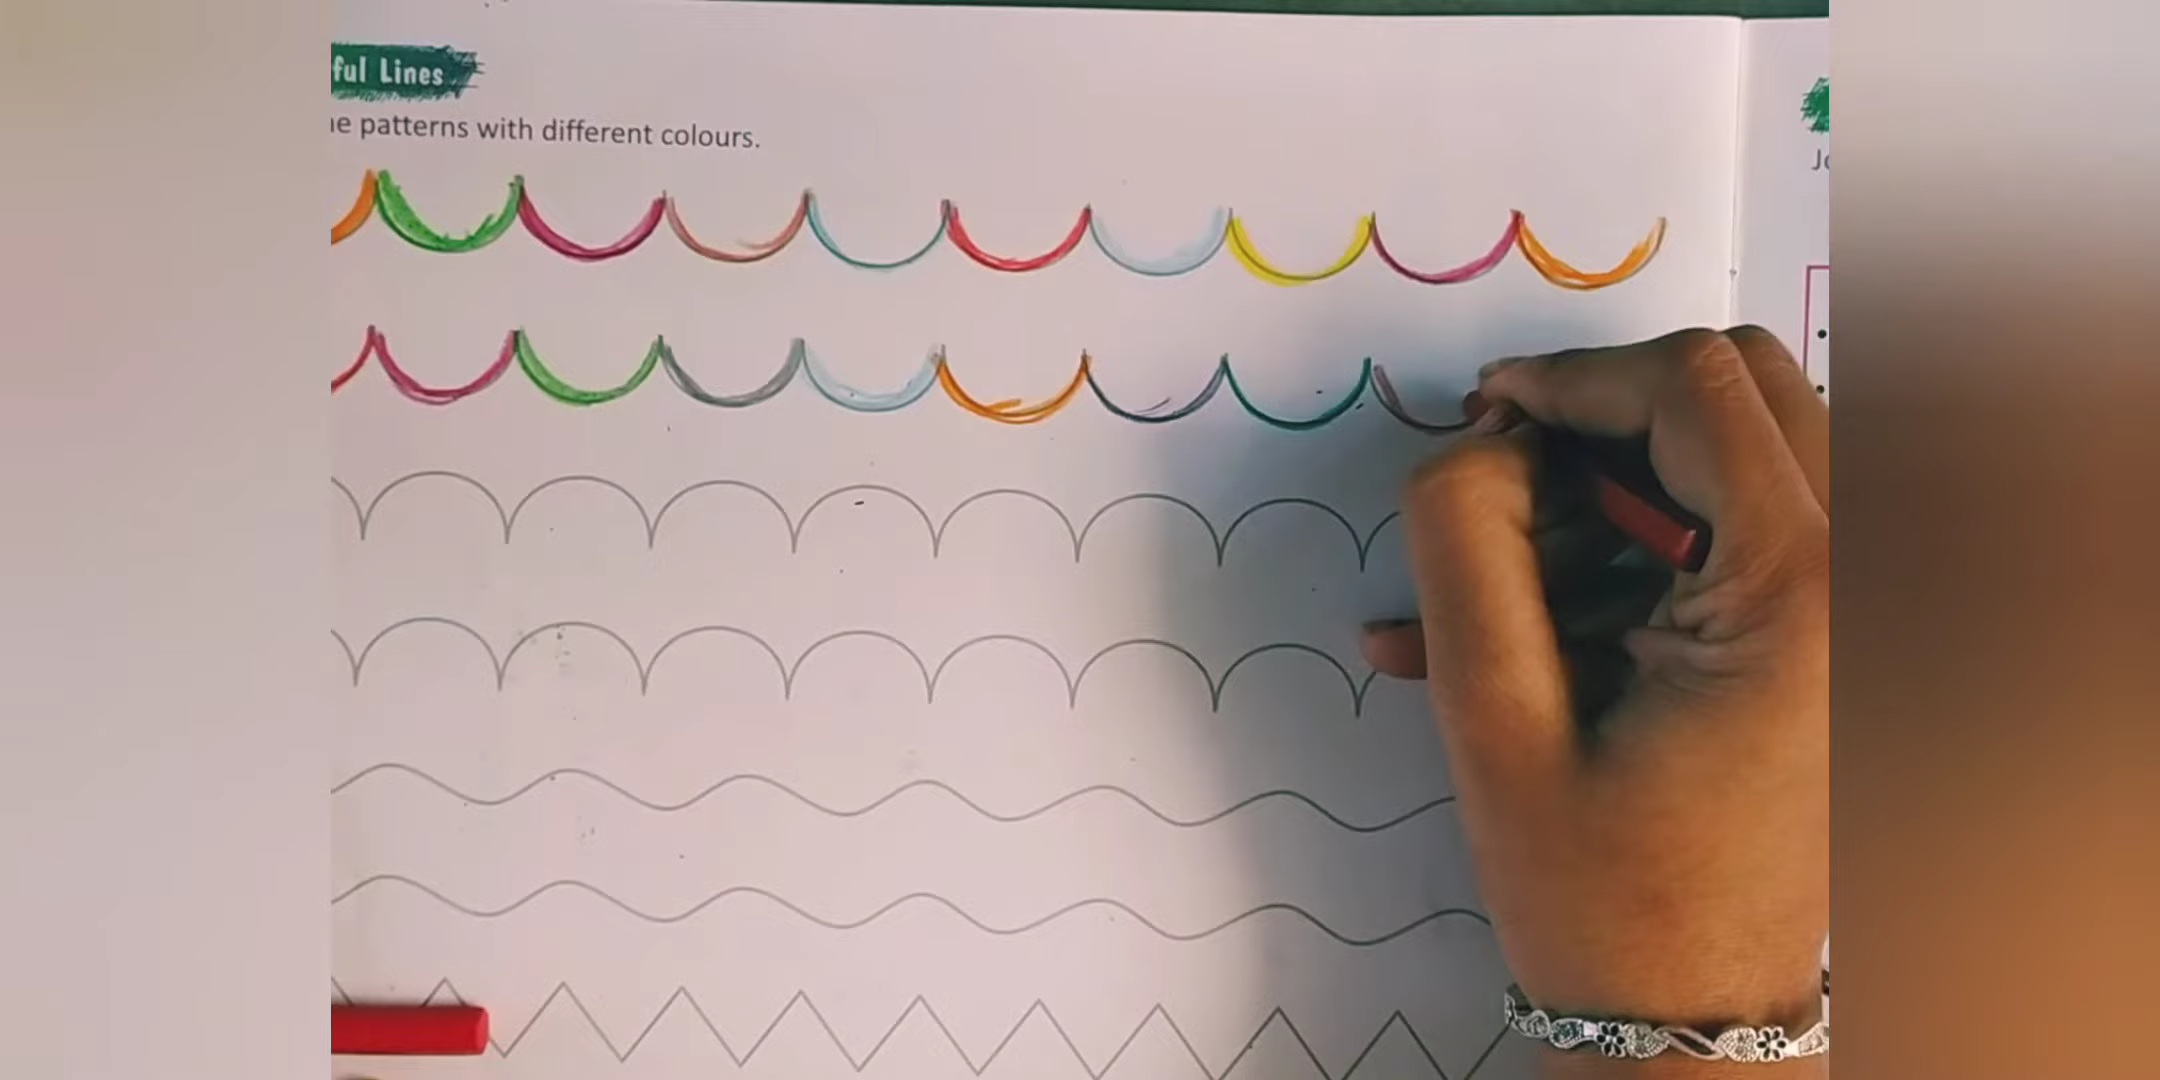 ful Lines
patterns with different colours.